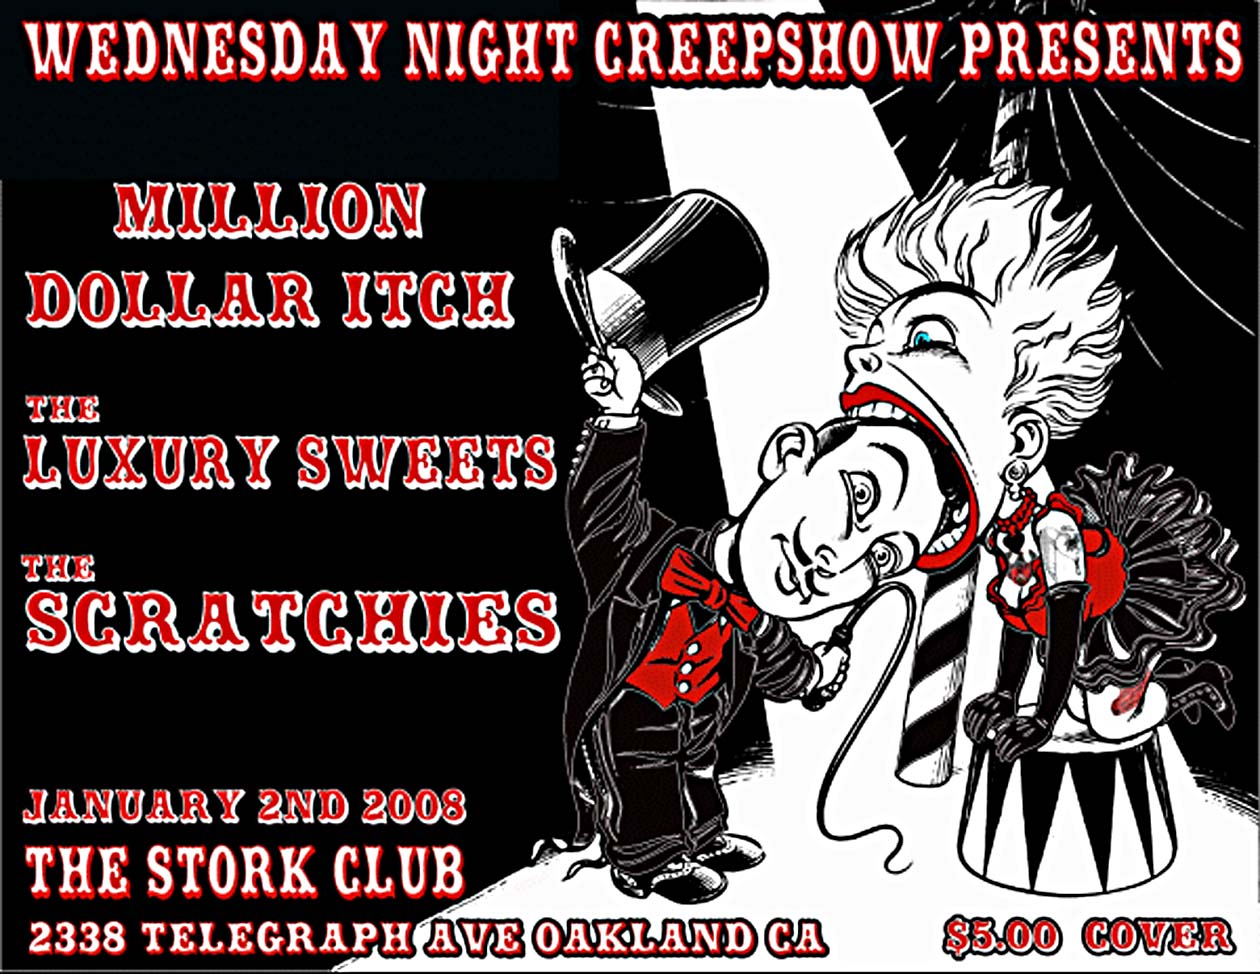 WEDNESDAY NIGHT CREEPSHOW PRESENTS
MILLION
DOLLAR ITCH
THE
LUXURY SWEETS
THE
SCRATCHIES
JANUARY 2ND 2008
THE STORK CLUB
2338 TELEGRAPH AVE OAKLAND CA
$5.00 COVER